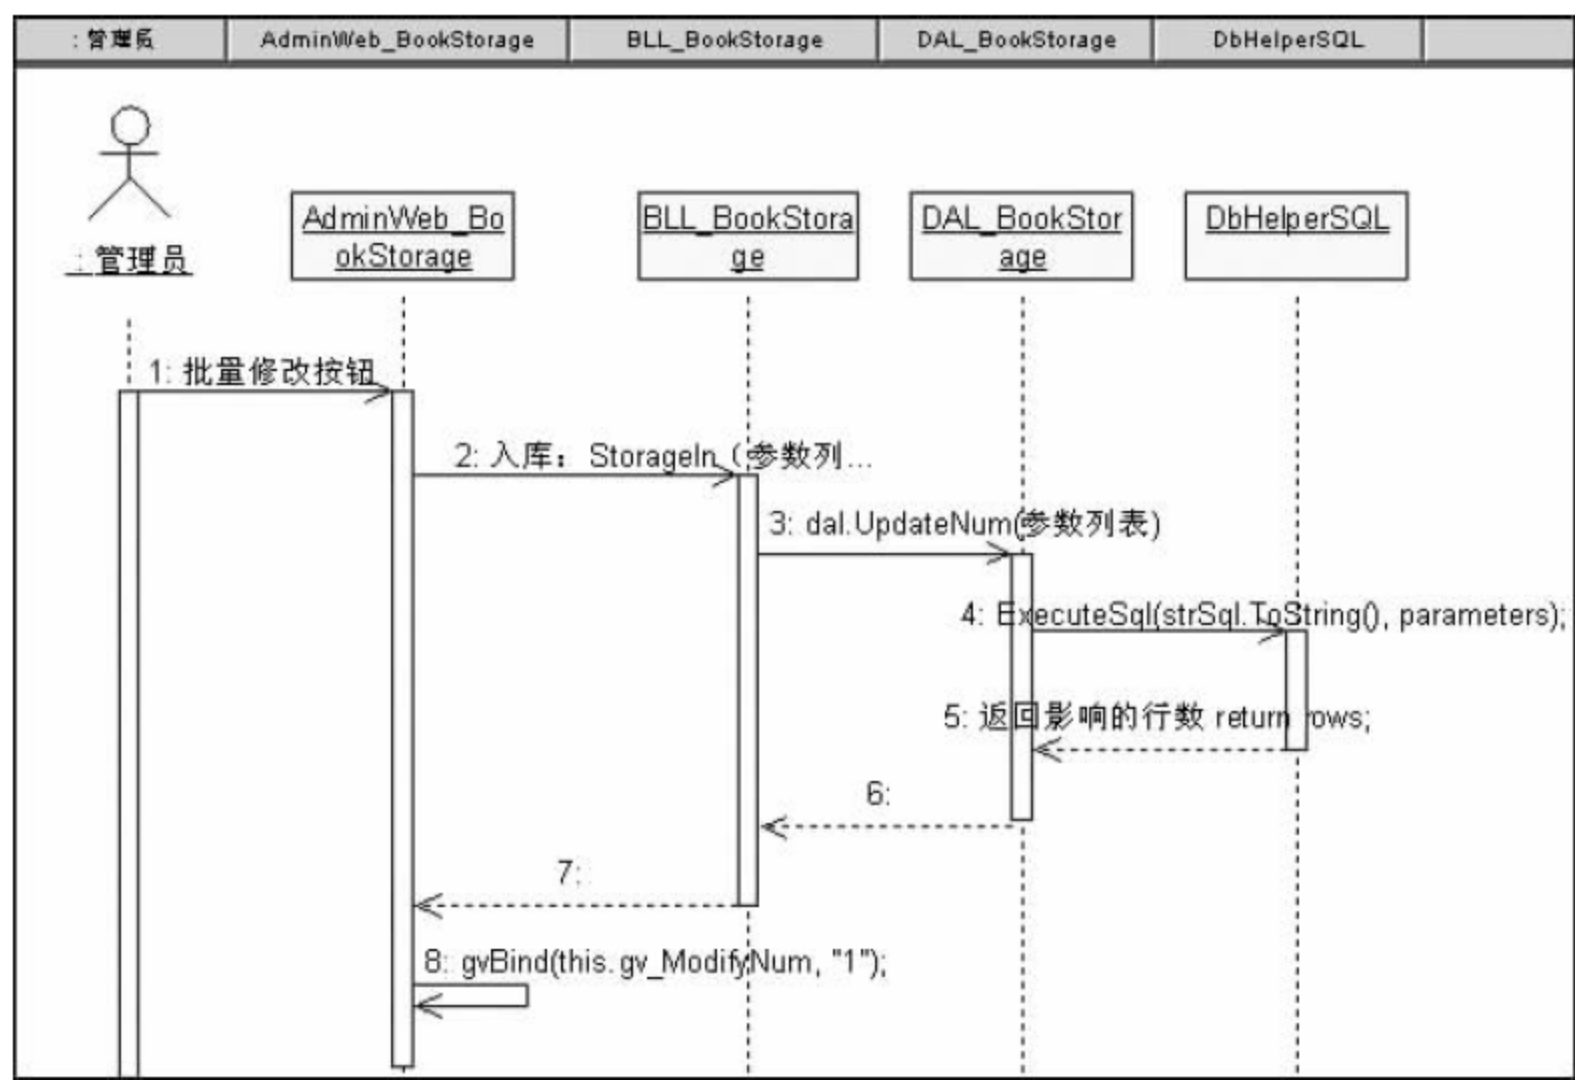 : 管理员
AdminWeb_BookStorage
BLL_BookStorage
DAL_BookStorage
DbHelperSQL
: 管理员
AdminWeb_Bo
okStorage
BLL_BookStora
ge
DAL_BookStor
age
DbHelperSQL
1: 批量修改按钮
2: 入库： StorageIn（参数列...
3: dal.UpdateNum(参数列表)
4: ExecuteSql(strSql.ToString(), parameters);
5: 返回影响的行数 return rows;
6:
7:
8: gvBind(this.gv_ModifyNum, "1");